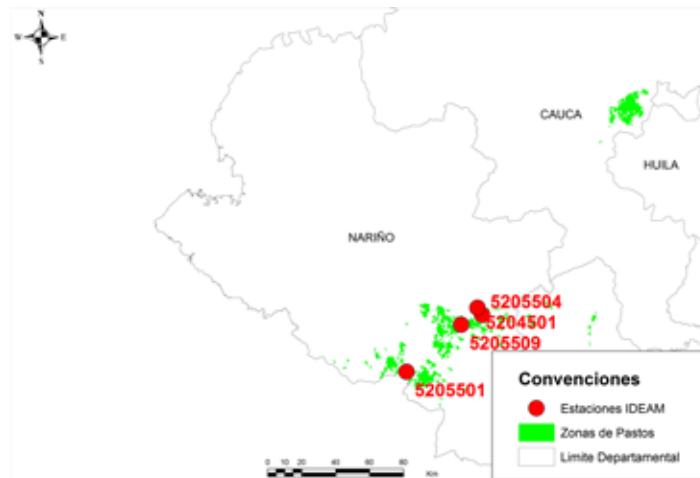 N
W E
S
CAUCA
HUILA
NARIÑO
5205504
5204501
5205509
5205501
Convenciones
Estaciones IDEAM
Zonas de Pastos
Limite Departamental
0 5 10 20 40 60 80
Km